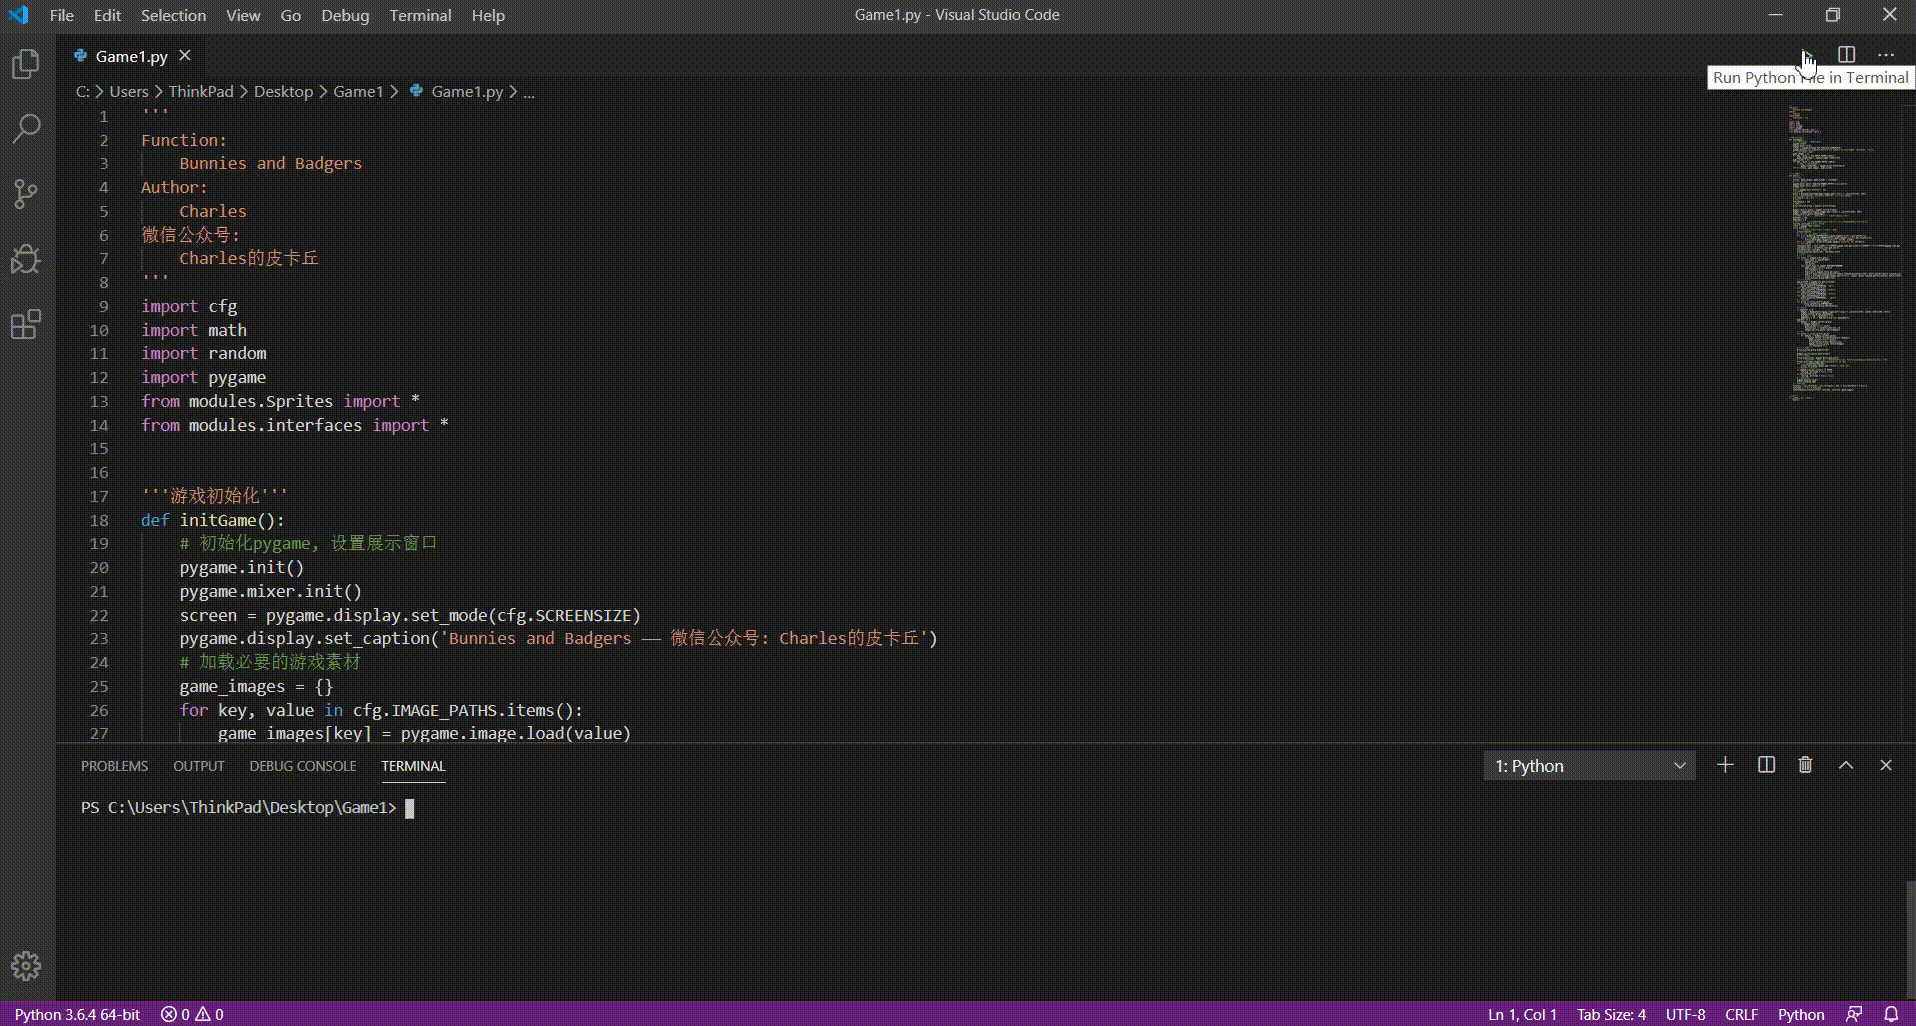 File Edit Selection View Go Debug Terminal Help Game1.py - Visual Studio Code
Game1.py
Run Python File in Terminal
C: > Users > ThinkPad > Desktop > Game1 > Game1.py > ...
1 '''
2 Function:
3 Bunnies and Badgers
4 Author:
5 Charles
6 微信公众号:
7 Charles的皮卡丘
8 '''
9 import cfg
10 import math
11 import random
12 import pygame
13 from modules.Sprites import *
14 from modules.interfaces import *
15
16
17 '''游戏初始化'''
18 def initGame():
19 # 初始化pygame, 设置展示窗口
20 pygame.init()
21 pygame.mixer.init()
22 screen = pygame.display.set_mode(cfg.SCREENSIZE)
23 pygame.display.set_caption('Bunnies and Badgers —— 微信公众号: Charles的皮卡丘')
24 # 加载必要的游戏素材
25 game_images = {}
26 for key, value in cfg.IMAGE_PATHS.items():
27 game_images[key] = pygame.image.load(value)
PROBLEMS OUTPUT DEBUG CONSOLE TERMINAL 1: Python
PS C:\Users\ThinkPad\Desktop\Game1>
Python 3.6.4 64-bit 0 0 Ln 1, Col 1 Tab Size: 4 UTF-8 CRLF Python